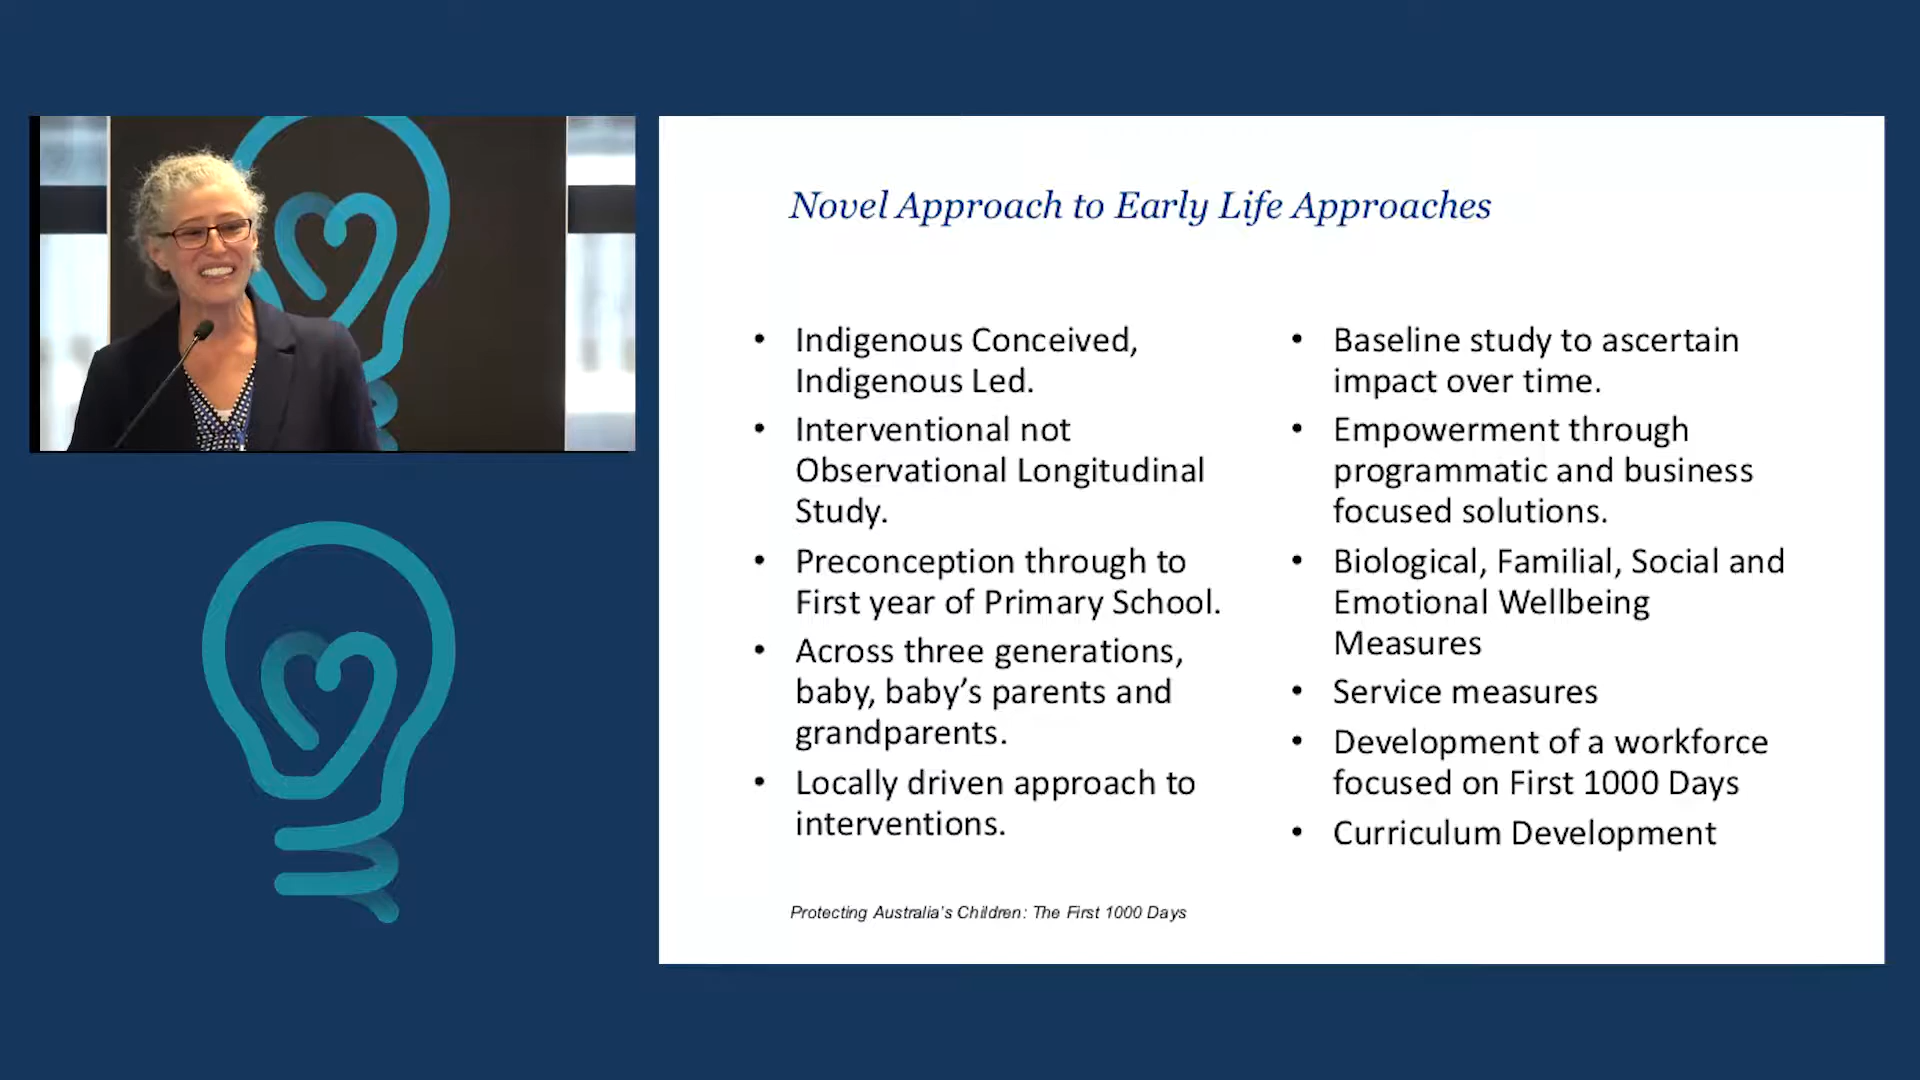 Novel Approach to Early Life Approaches
• Indigenous Conceived,
Indigenous Led.
• Interventional not
Observational Longitudinal
Study.
• Preconception through to
First year of Primary School.
• Across three generations,
baby, baby’s parents and
grandparents.
• Locally driven approach to
interventions.
• Baseline study to ascertain
impact over time.
• Empowerment through
programmatic and business
focused solutions.
• Biological, Familial, Social and
Emotional Wellbeing
Measures
• Service measures
• Development of a workforce
focused on First 1000 Days
• Curriculum Development
Protecting Australia’s Children: The First 1000 Days